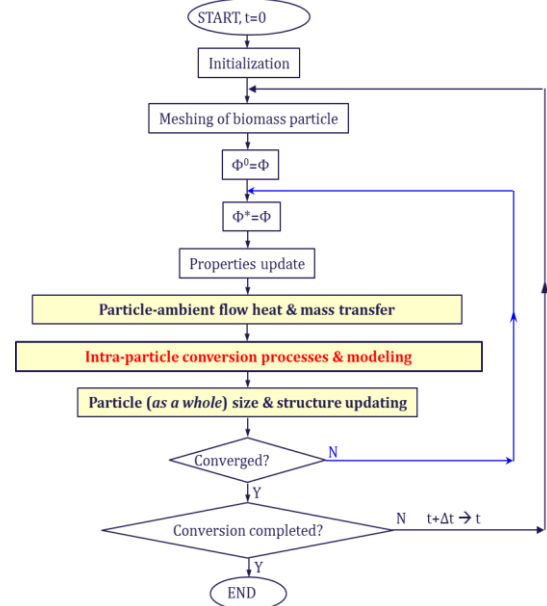 START, t=0
Initialization
Meshing of biomass particle
Φ⁰=Φ
Φ*=Φ
Properties update
Particle-ambient flow heat & mass transfer
Intra-particle conversion processes & modeling
Particle (as a whole) size & structure updating
Converged?
N
Y
Conversion completed?
N t+Δt → t
Y
END